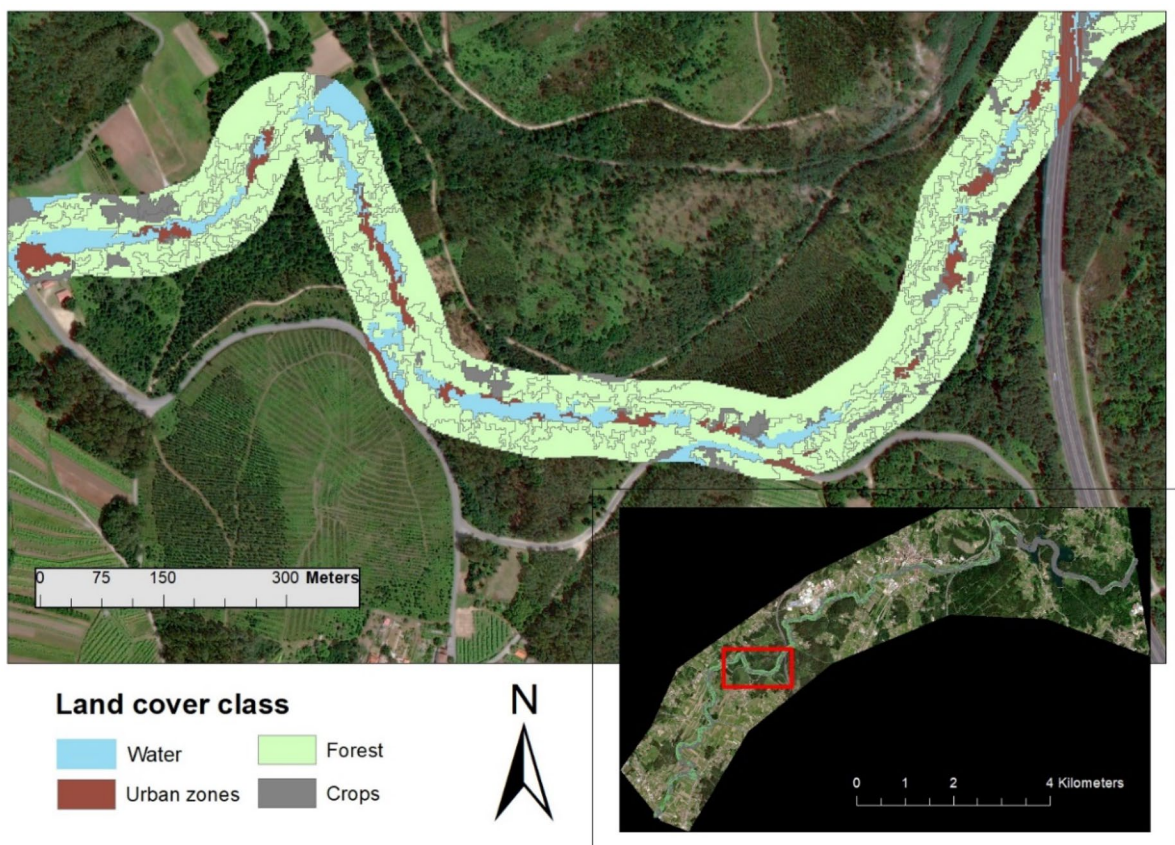 0 75 150 300 Meters
Land cover class
Water
Forest
Urban zones
Crops
N
0 1 2 4 Kilometers